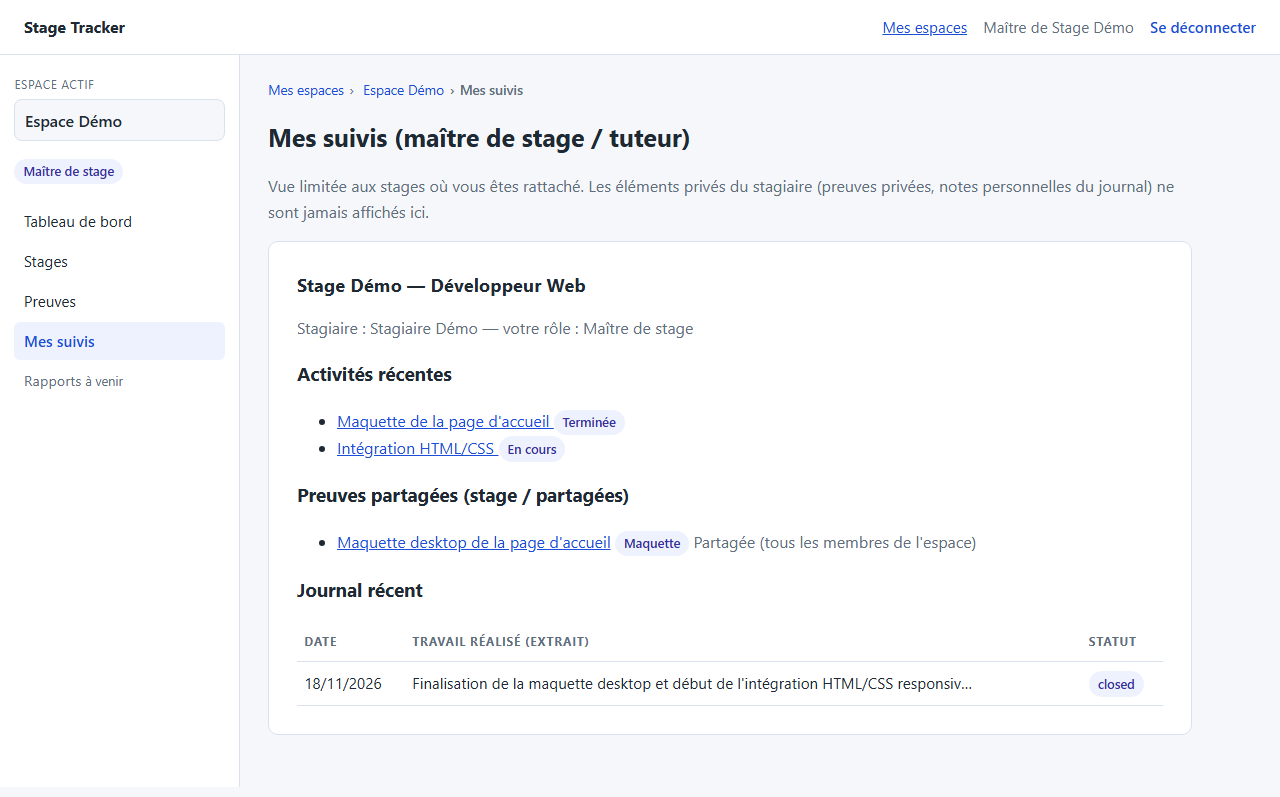 Stage Tracker
Mes espaces Maître de Stage Démo Se déconnecter
ESPACE ACTIF
Espace Démo
Maître de stage
Tableau de bord
Stages
Preuves
Mes suivis
Rapports à venir
Mes espaces › Espace Démo › Mes suivis
Mes suivis (maître de stage / tuteur)
Vue limitée aux stages où vous êtes rattaché. Les éléments privés du stagiaire (preuves privées, notes personnelles du journal) ne
sont jamais affichés ici.
Stage Démo — Développeur Web
Stagiaire : Stagiaire Démo — votre rôle : Maître de stage
Activités récentes
Maquette de la page d'accueil Terminée
Intégration HTML/CSS En cours
Preuves partagées (stage / partagées)
Maquette desktop de la page d'accueil Maquette Partagée (tous les membres de l'espace)
Journal récent
DATE TRAVAIL RÉALISÉ (EXTRAIT) STATUT
18/11/2026 Finalisation de la maquette desktop et début de l'intégration HTML/CSS responsiv... closed